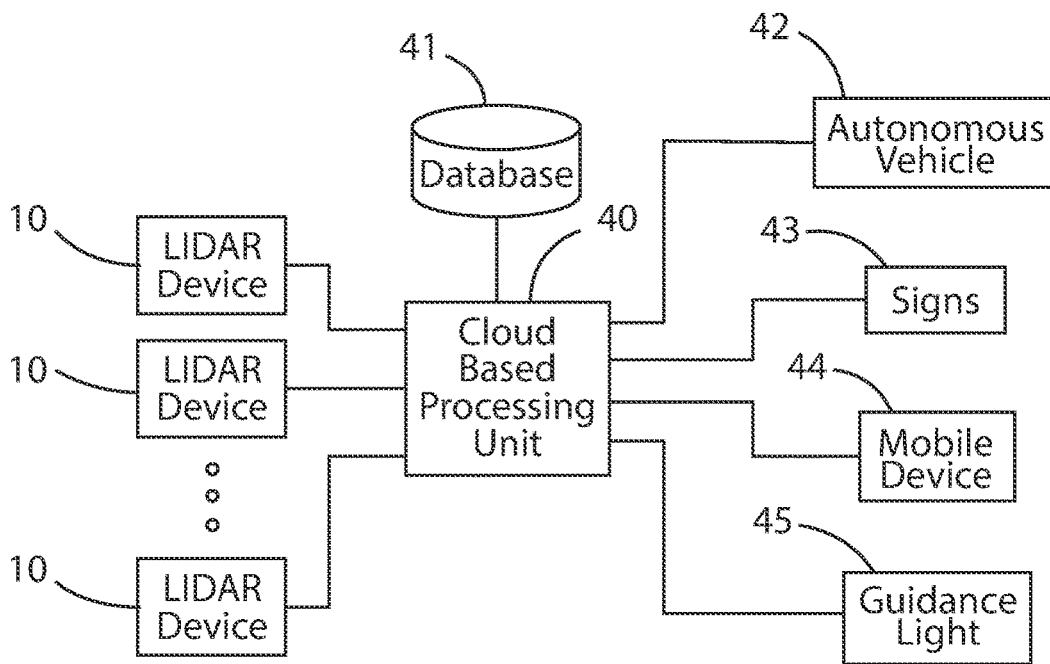 41
Database
40
10
LIDAR
Device
10
LIDAR
Device
10
LIDAR
Device
Cloud
Based
Processing
Unit
42
Autonomous
Vehicle
43
Signs
44
Mobile
Device
45
Guidance
Light